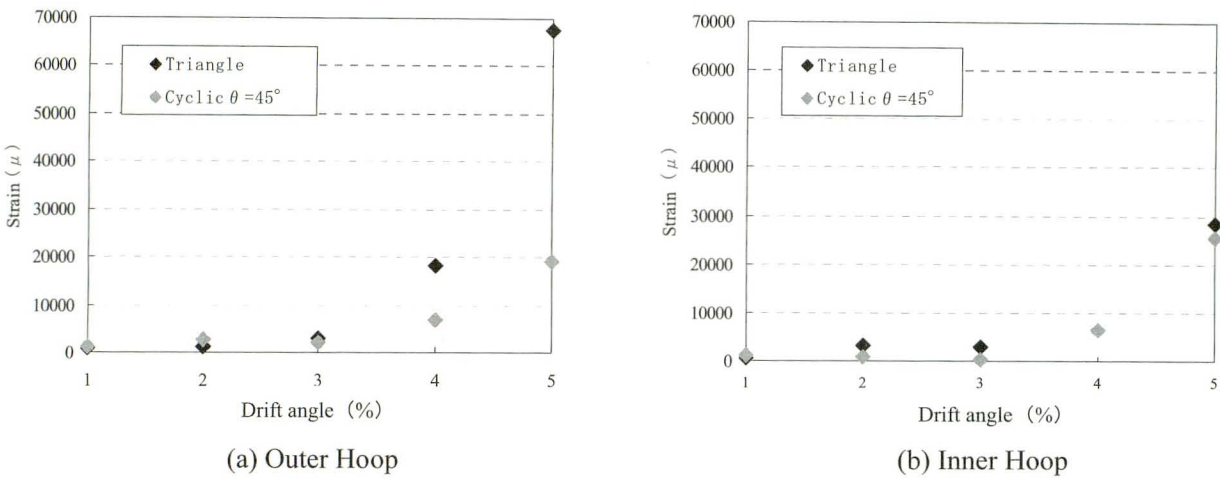 70000
60000
50000
40000
30000
20000
10000
0
Strain (μ)
Triangle
Cyclic θ =45°
1 2 3 4 5
Drift angle (%)
(a) Outer Hoop
70000
60000
50000
40000
30000
20000
10000
0
Strain (μ)
Triangle
Cyclic θ =45°
1 2 3 4 5
Drift angle (%)
(b) Inner Hoop